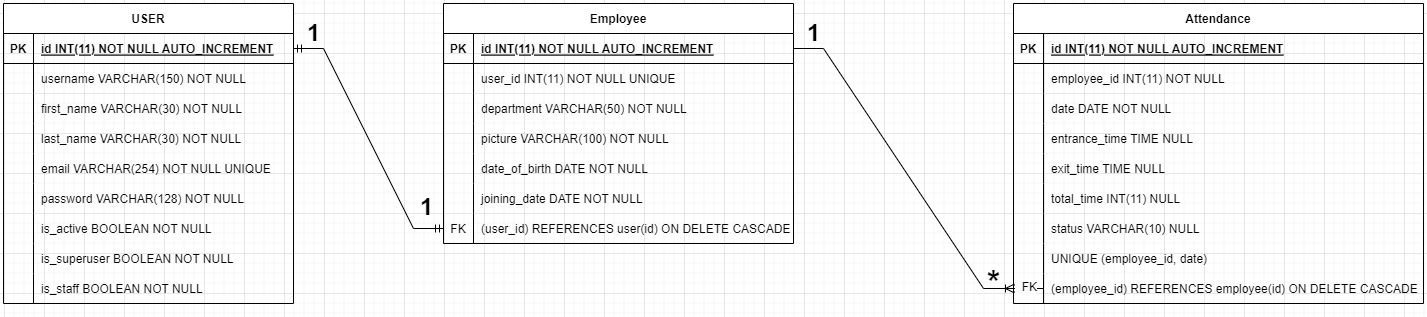 USER
PK id INT(11) NOT NULL AUTO_INCREMENT
username VARCHAR(150) NOT NULL
first_name VARCHAR(30) NOT NULL
last_name VARCHAR(30) NOT NULL
email VARCHAR(254) NOT NULL UNIQUE
password VARCHAR(128) NOT NULL
is_active BOOLEAN NOT NULL
is_superuser BOOLEAN NOT NULL
is_staff BOOLEAN NOT NULL
1
1
Employee
PK id INT(11) NOT NULL AUTO_INCREMENT
user_id INT(11) NOT NULL UNIQUE
department VARCHAR(50) NOT NULL
picture VARCHAR(100) NOT NULL
date_of_birth DATE NOT NULL
joining_date DATE NOT NULL
FK (user_id) REFERENCES user(id) ON DELETE CASCADE
1
*
Attendance
PK id INT(11) NOT NULL AUTO_INCREMENT
employee_id INT(11) NOT NULL
date DATE NOT NULL
entrance_time TIME NULL
exit_time TIME NULL
total_time INT(11) NULL
status VARCHAR(10) NULL
UNIQUE (employee_id, date)
FK (employee_id) REFERENCES employee(id) ON DELETE CASCADE